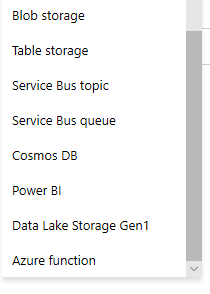 Blob storage
Table storage
Service Bus topic
Service Bus queue
Cosmos DB
Power BI
Data Lake Storage Gen1
Azure function